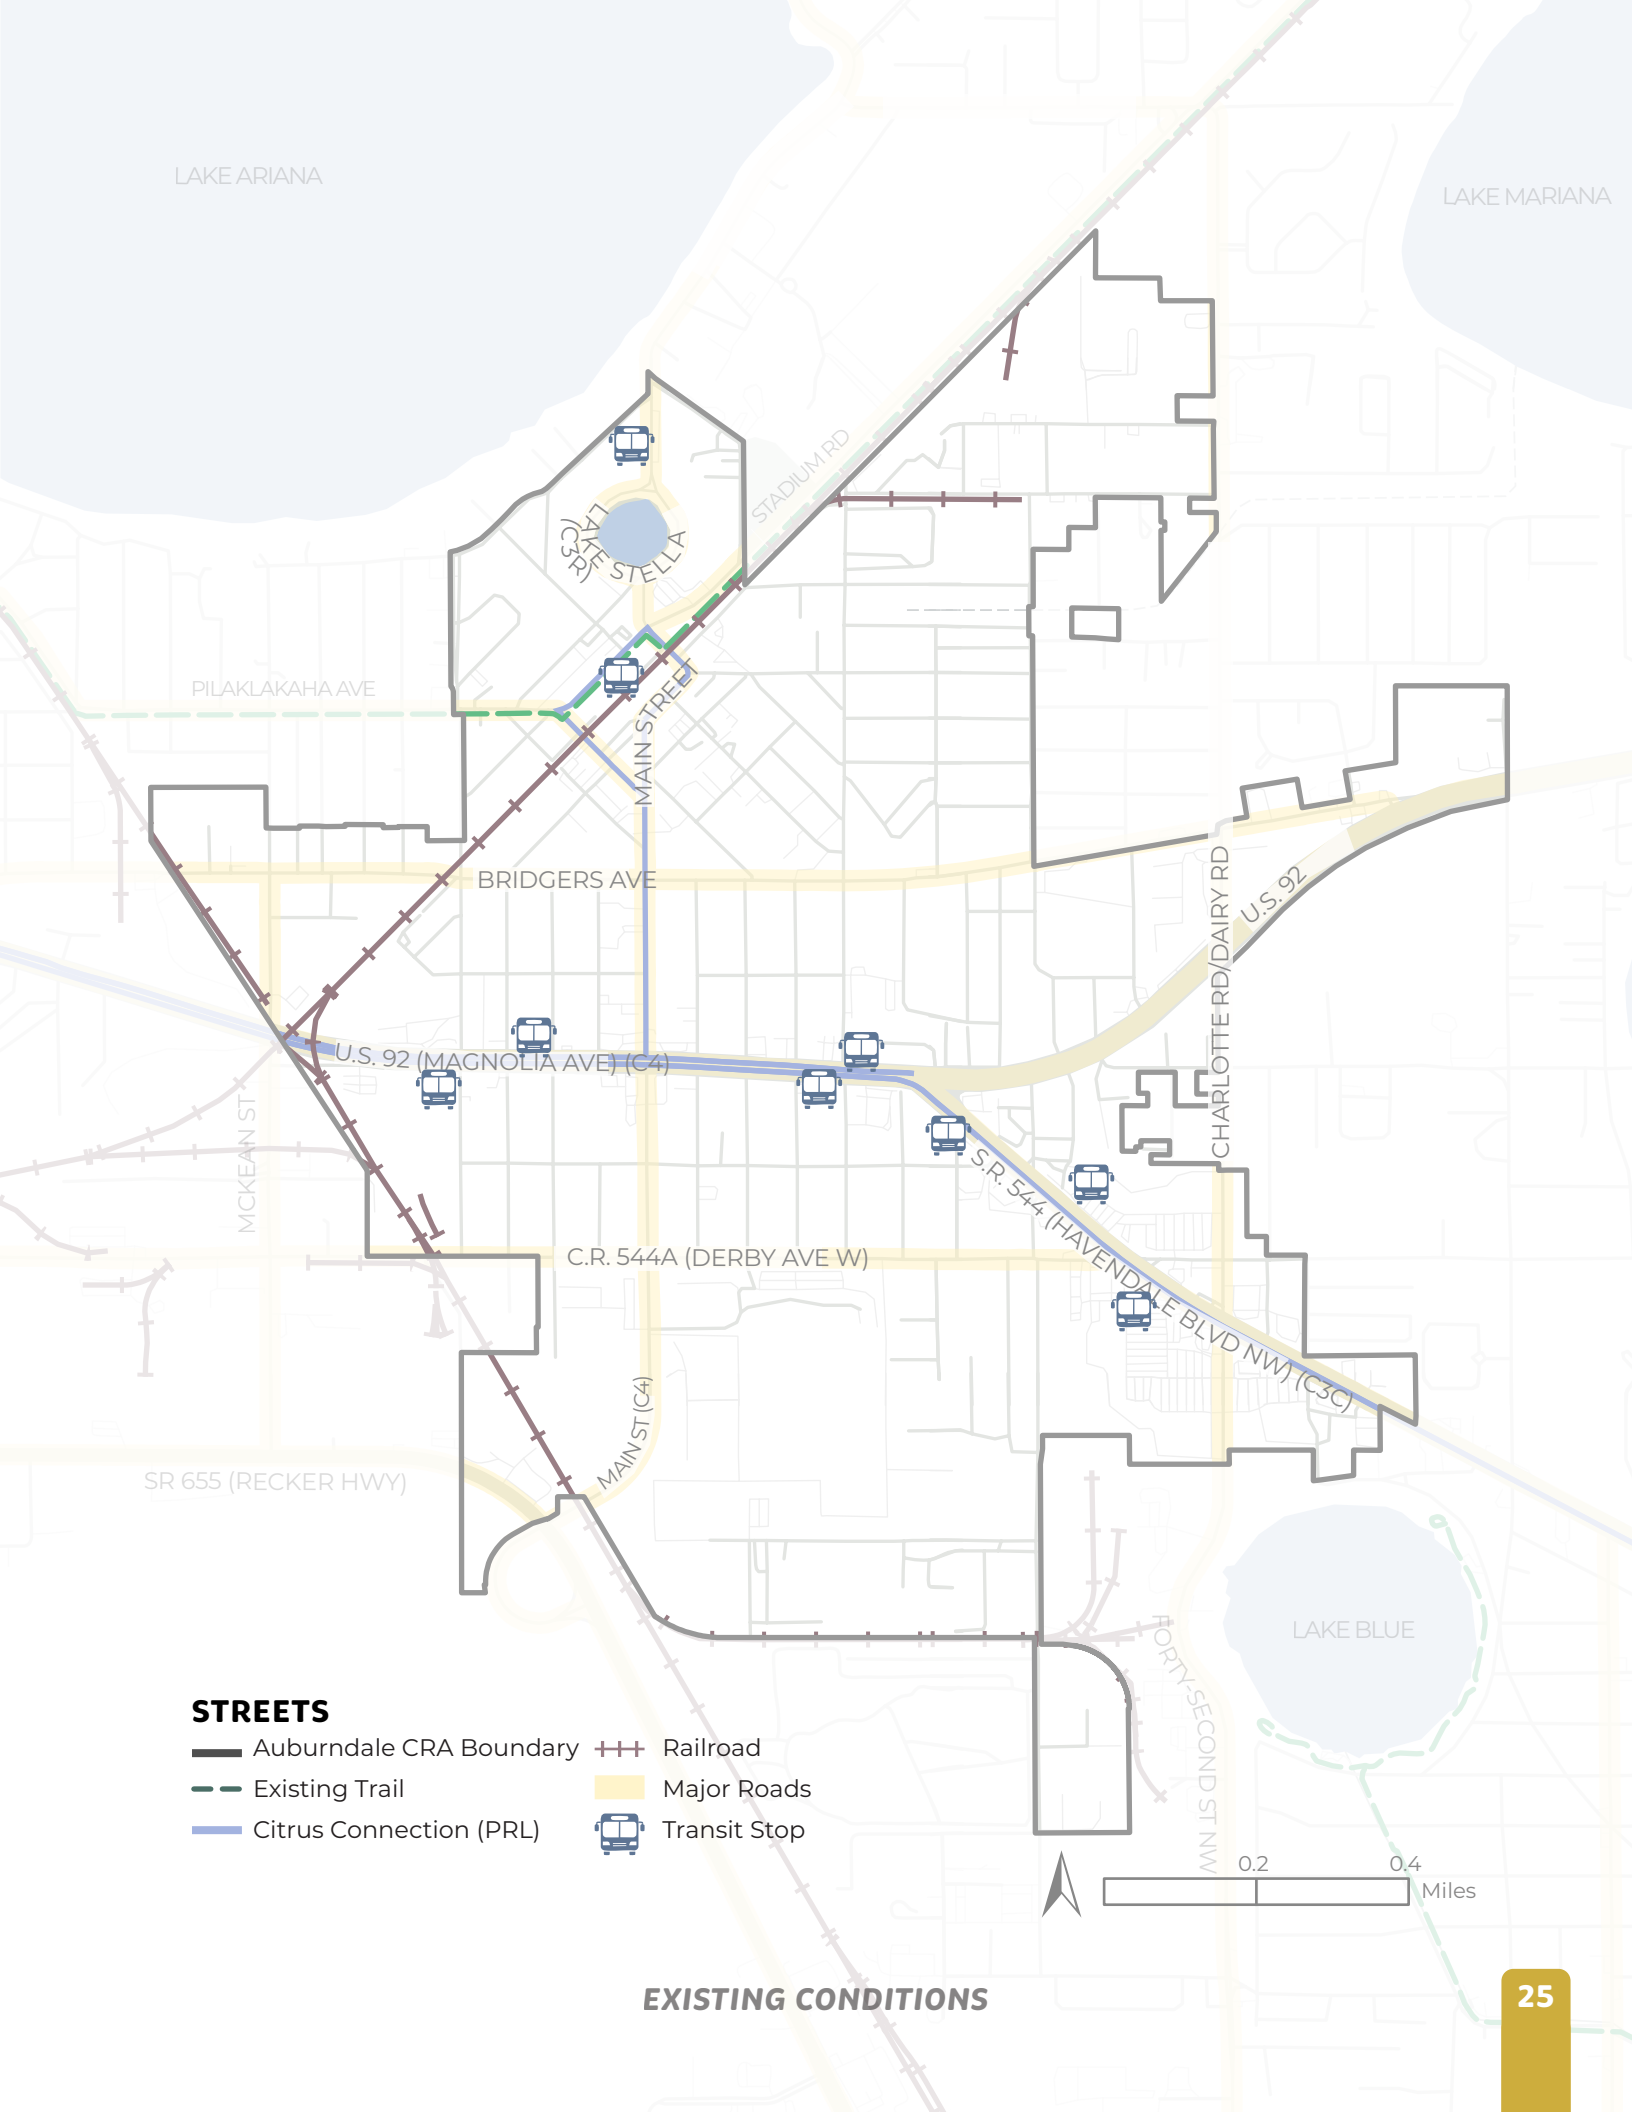 LAKE ARIANA
LAKE MARIANA
STADIUM RD
LAKE STELLA
(C3R)
PILAKLAKAHA AVE
MAIN STREET
BRIDGERS AVE
U.S. 92
CHARLOTTE RD/DAIRY RD
U.S. 92 (MAGNOLIA AVE) (C4)
MCKEAN ST
S.R. 544 (HAVENDALE BLVD NW) (C3C)
C.R. 544A (DERBY AVE W)
MAIN ST (C4)
SR 655 (RECKER HWY)
LAKE BLUE
FORTY-SECOND ST NW
STREETS
Auburndale CRA Boundary
Railroad
Existing Trail
Major Roads
Citrus Connection (PRL)
Transit Stop
0.2 0.4
Miles
EXISTING CONDITIONS
25